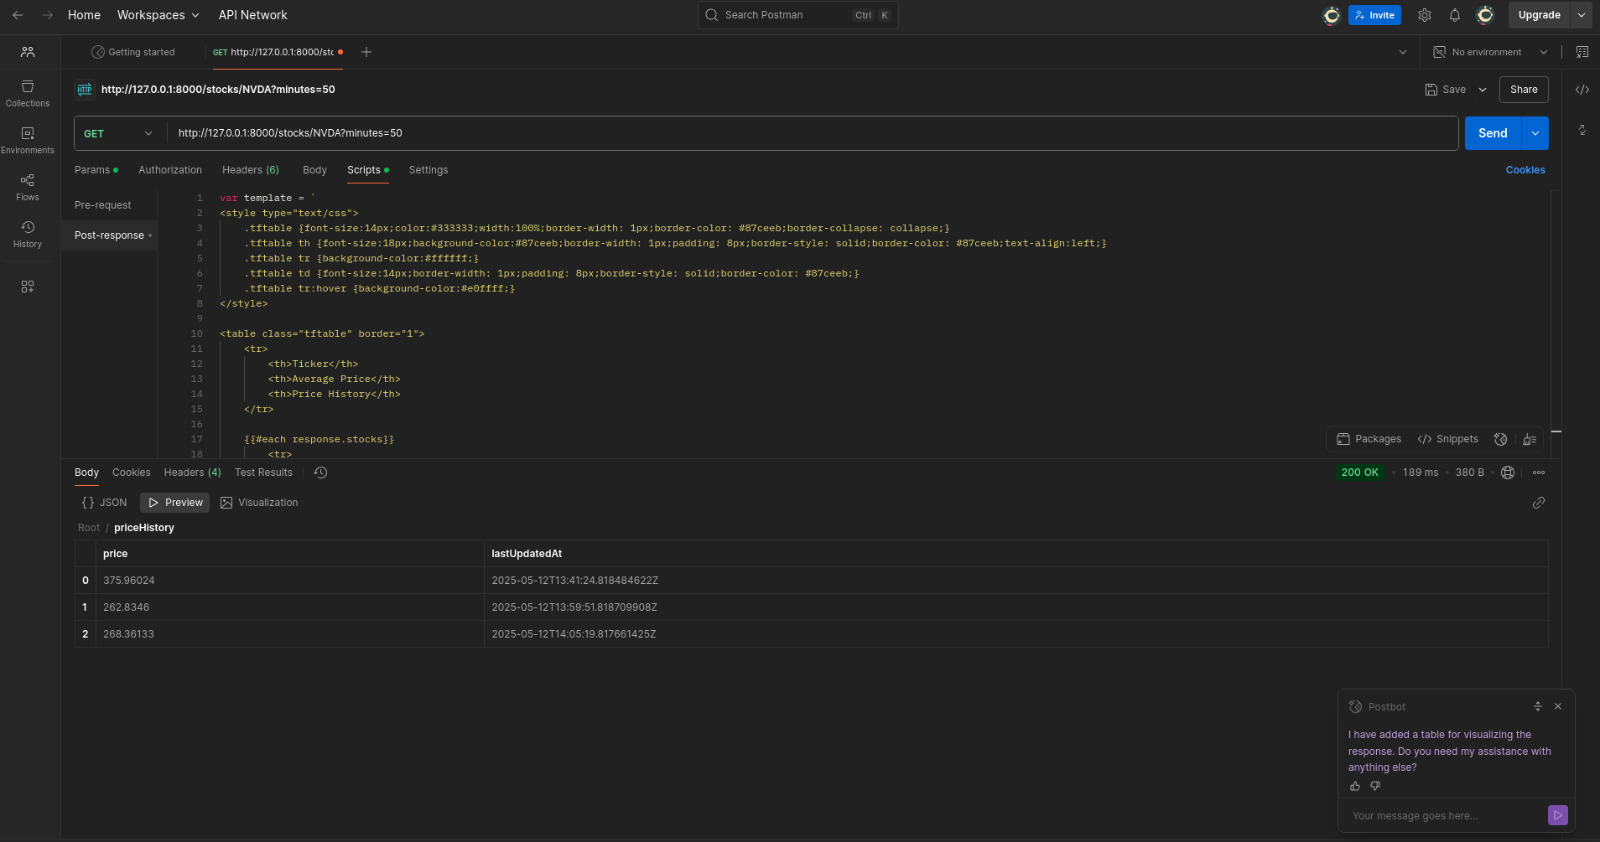 Home Workspaces API Network Search Postman Ctrl K Invite Upgrade
Getting started GET http://127.0.0.1:8000/stc No environment
HTTP http://127.0.0.1:8000/stocks/NVDA?minutes=50 Save Share
Collections
Environments
Flows
History
GET http://127.0.0.1:8000/stocks/NVDA?minutes=50 Send
Params Authorization Headers (6) Body Scripts Settings Cookies
Pre-request
Post-response
1 var template = `
2 <style type="text/css">
3 .tftable {font-size:14px;color:#333333;width:100%;border-width: 1px;border-color: #87ceeb;border-collapse: collapse;}
4 .tftable th {font-size:18px;background-color:#87ceeb;border-width: 1px;padding: 8px;border-style: solid;border-color: #87ceeb;text-align:left;}
5 .tftable tr {background-color:#ffffff;}
6 .tftable td {font-size:14px;border-width: 1px;padding: 8px;border-style: solid;border-color: #87ceeb;}
7 .tftable tr:hover {background-color:#e0ffff;}
8 </style>
9
10 <table class="tftable" border="1">
11 <tr>
12 <th>Ticker</th>
13 <th>Average Price</th>
14 <th>Price History</th>
15 </tr>
16
17 {{#each response.stocks}}
18 <tr>
Packages Snippets
Body Cookies Headers (4) Test Results 200 OK 189 ms 380 B
{} JSON Preview Visualization
Root / priceHistory
price lastUpdatedAt
0 375.96024 2025-05-12T13:41:24.818484622Z
1 262.8346 2025-05-12T13:59:51.818709908Z
2 268.36133 2025-05-12T14:05:19.817661425Z
Postbot
I have added a table for visualizing the
response. Do you need my assistance with
anything else?
Your message goes here...